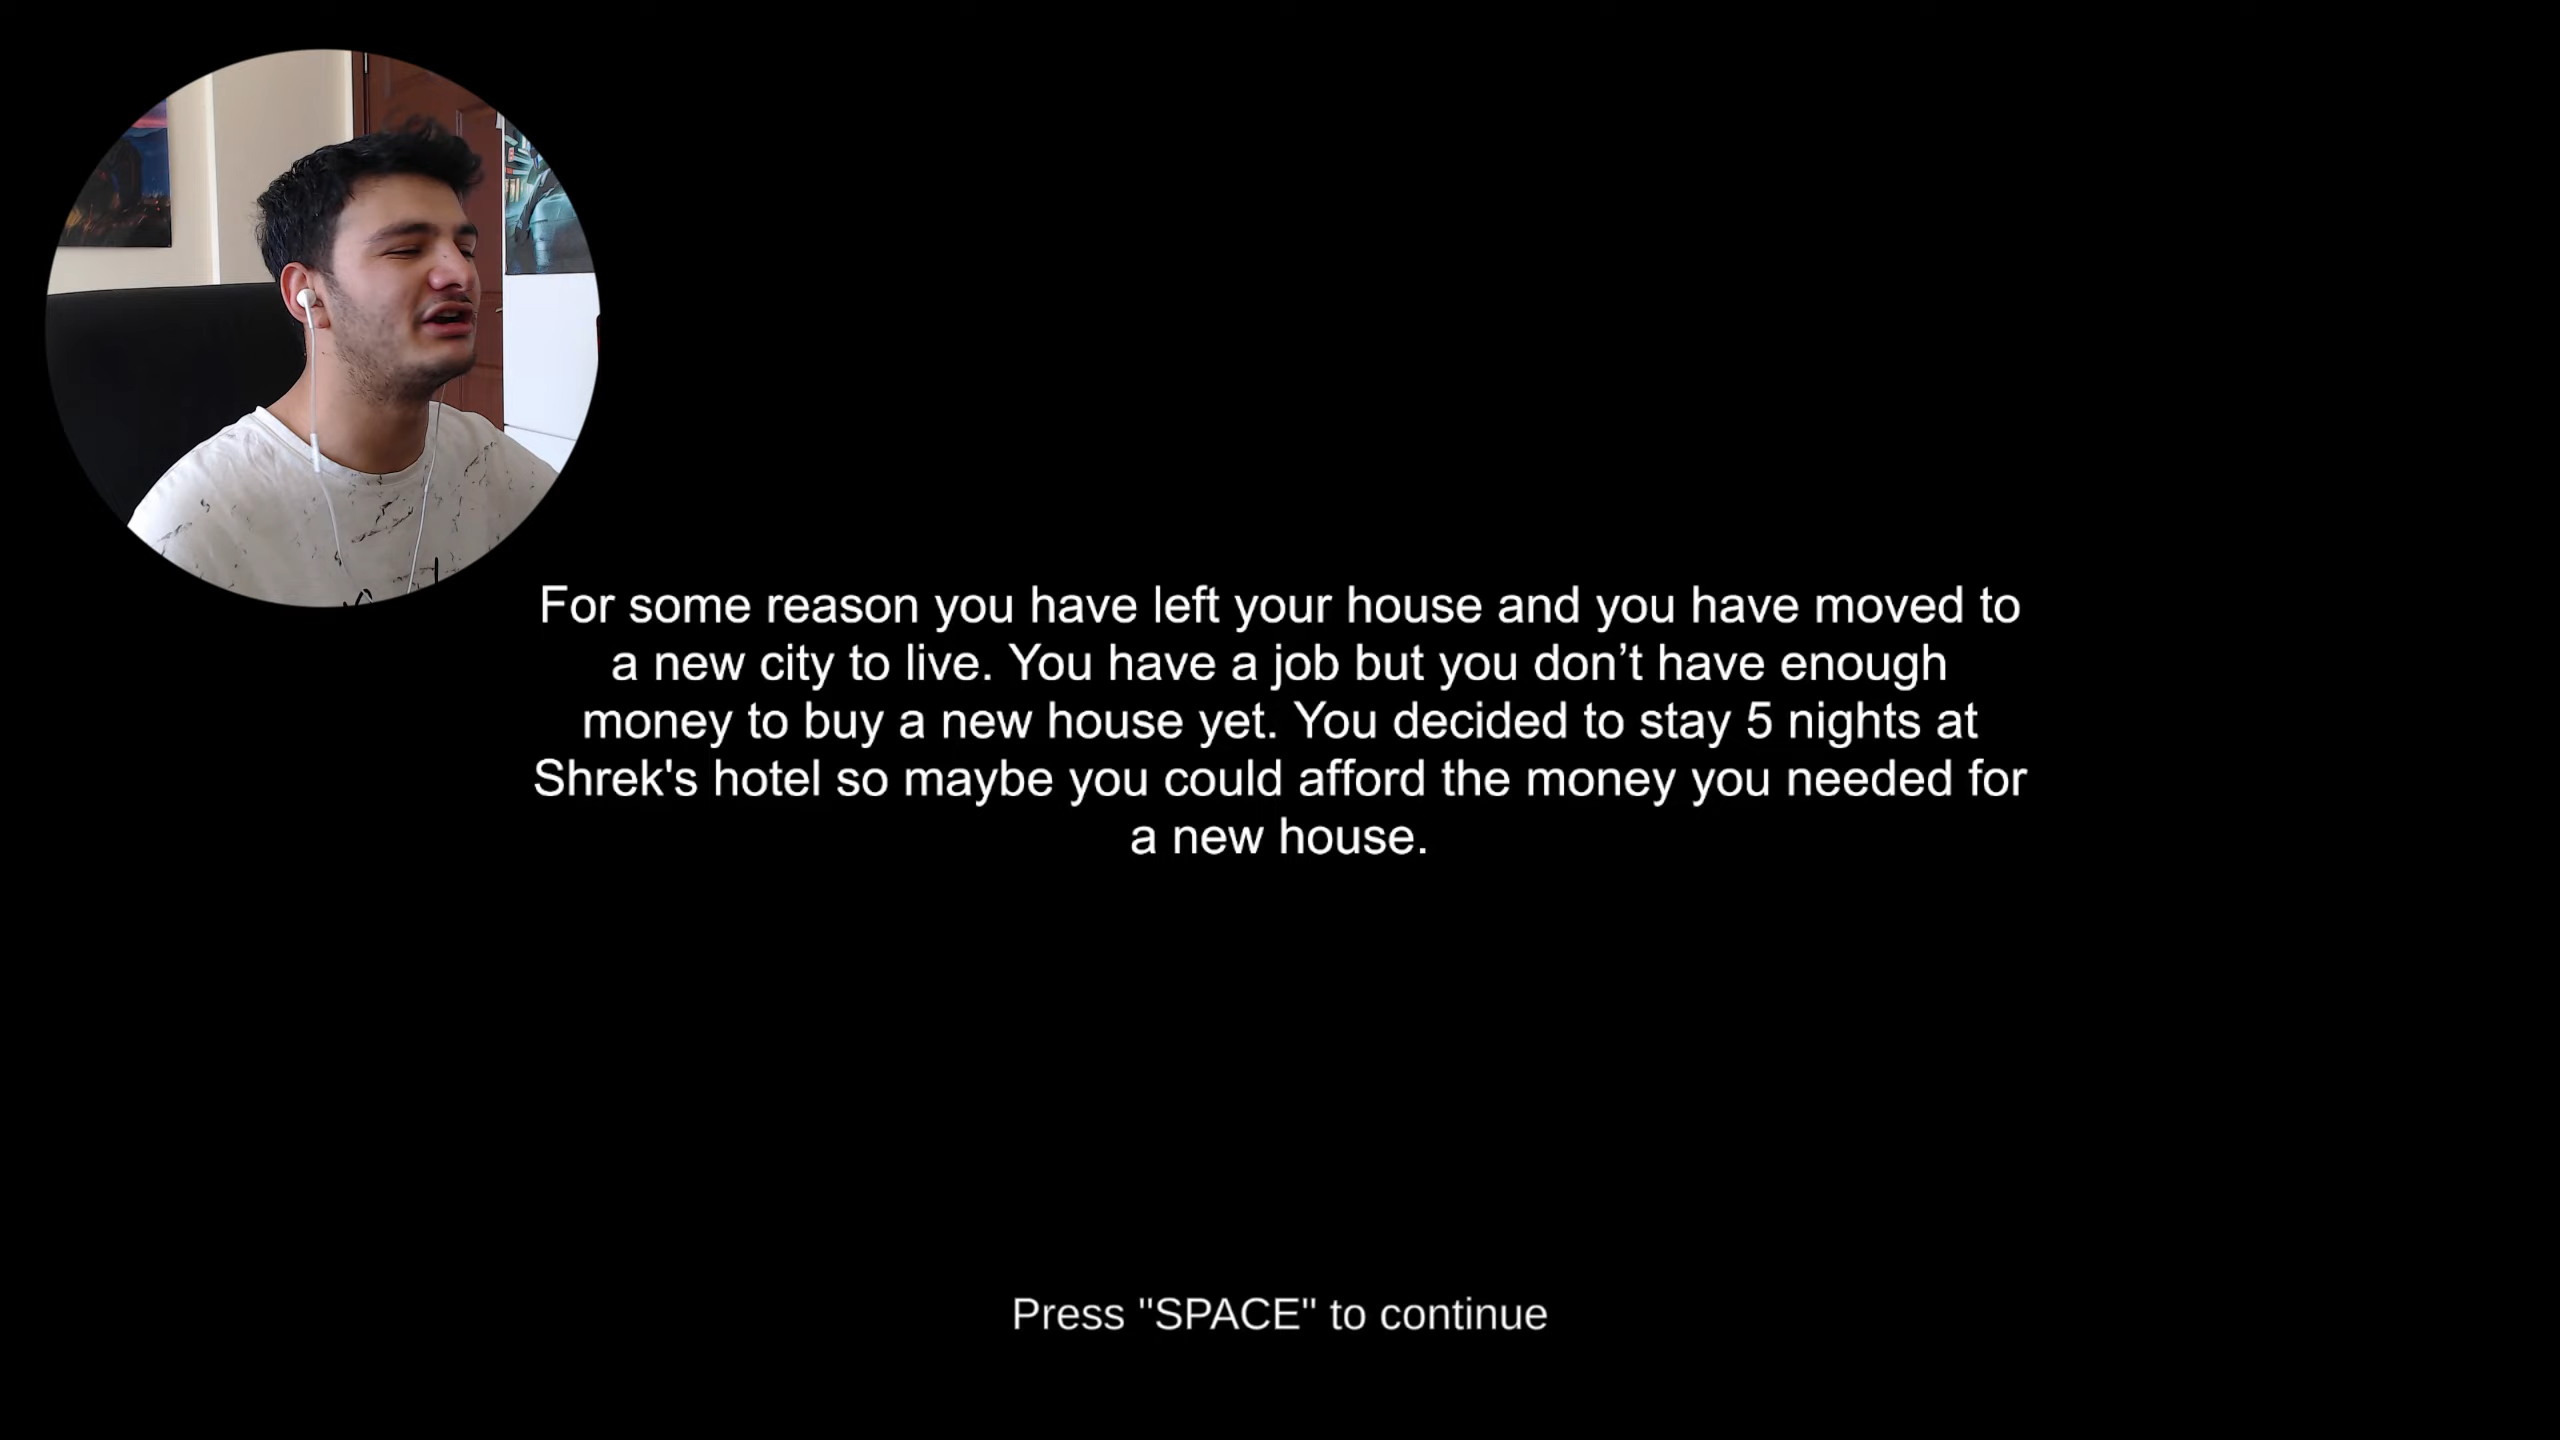 For some reason you have left your house and you have moved to
a new city to live. You have a job but you don’t have enough
money to buy a new house yet. You decided to stay 5 nights at
Shrek's hotel so maybe you could afford the money you needed for
a new house.
Press "SPACE" to continue